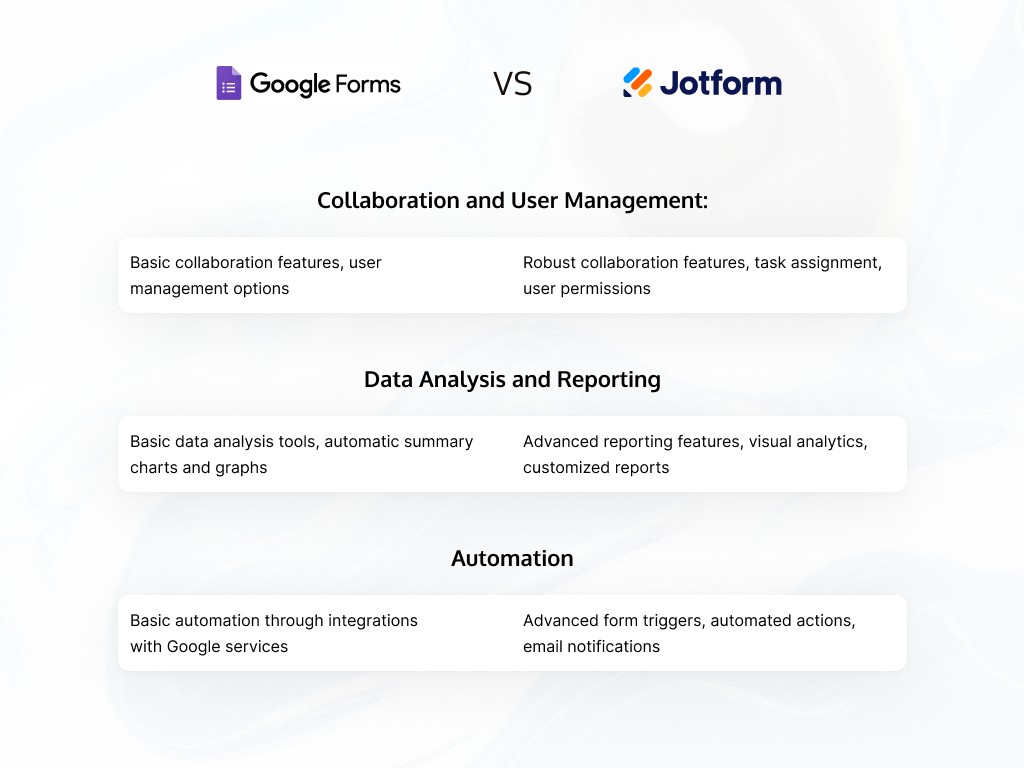 Google Forms VS Jotform
Collaboration and User Management:
Basic collaboration features, user
management options
Robust collaboration features, task assignment,
user permissions
Data Analysis and Reporting
Basic data analysis tools, automatic summary
charts and graphs
Advanced reporting features, visual analytics,
customized reports
Automation
Basic automation through integrations
with Google services
Advanced form triggers, automated actions,
email notifications